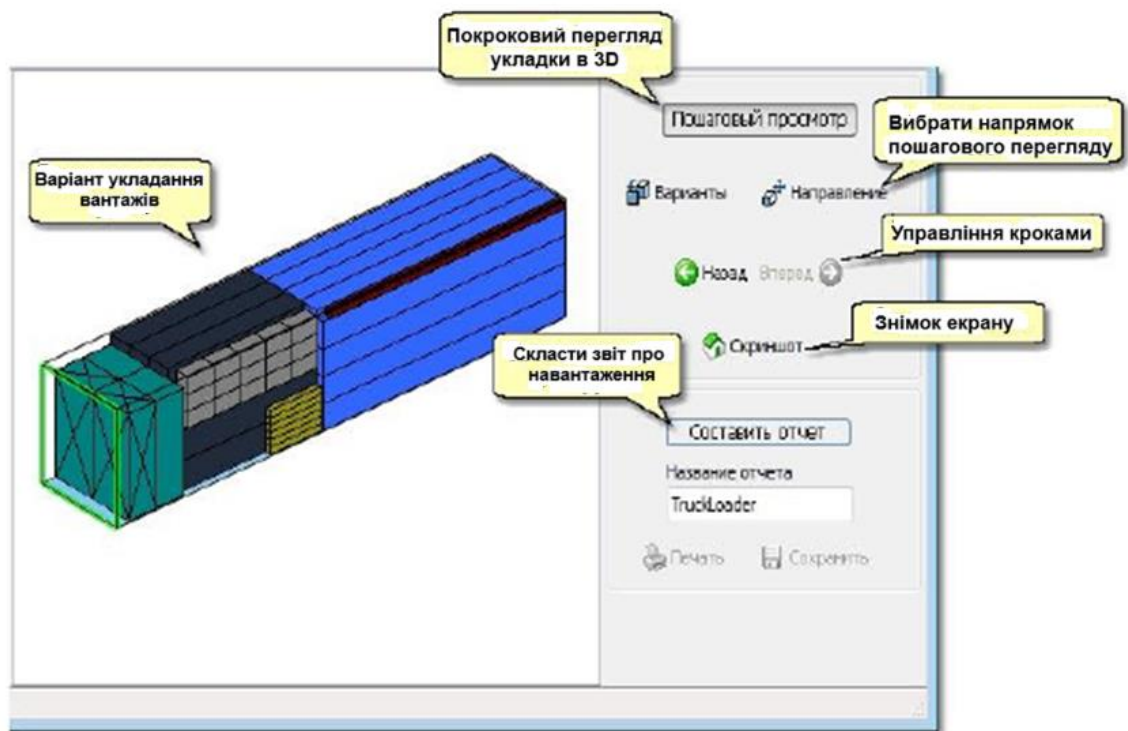 Покроковий перегляд
укладки в 3D
Пошаговый просмотр
Вибрати напрямок
пошагового перегляду
Варіант укладання
вантажів
Варианты
Направление
Управління кроками
Назад
Вперед
Знімок екрану
Скриншот
Скласти звіт про
навантаження
Составить отчет
Название отчета
TruckLoader
Печать
Сохранить